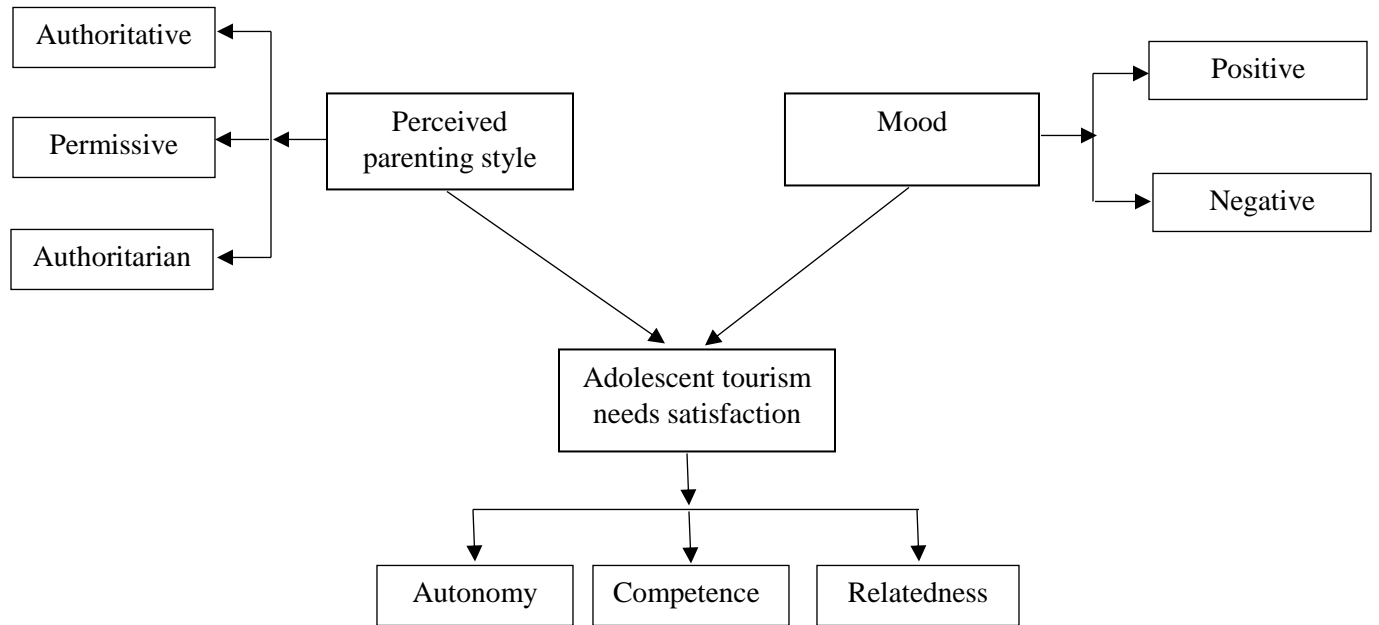 Authoritative
Permissive
Authoritarian
Perceived
parenting style
Mood
Positive
Negative
Adolescent tourism
needs satisfaction
Autonomy
Competence
Relatedness